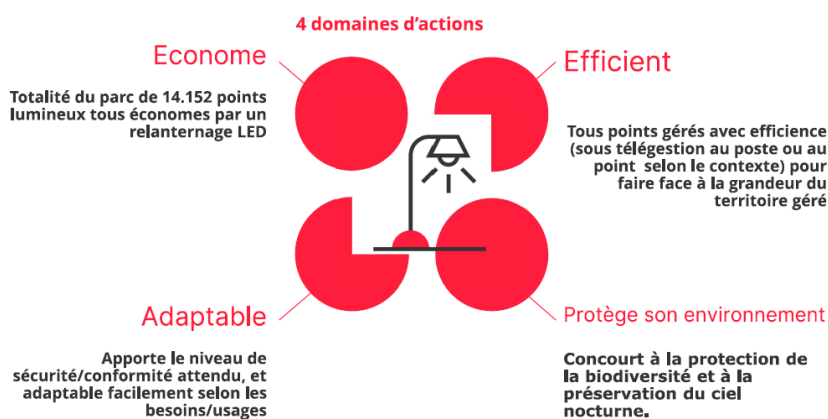 4 domaines d'actions
Econome
Totalité du parc de 14.152 points
lumineux tous économes par un
relanternage LED
Efficient
Tous points gérés avec efficience
(sous télégestion au poste ou au
point selon le contexte) pour
faire face à la grandeur du
territoire géré
Adaptable
Apporte le niveau de
sécurité/conformité attendu, et
adaptable facilement selon les
besoins/usages
Protège son environnement
Concourt à la protection de
la biodiversité et à la
préservation du ciel
nocturne.